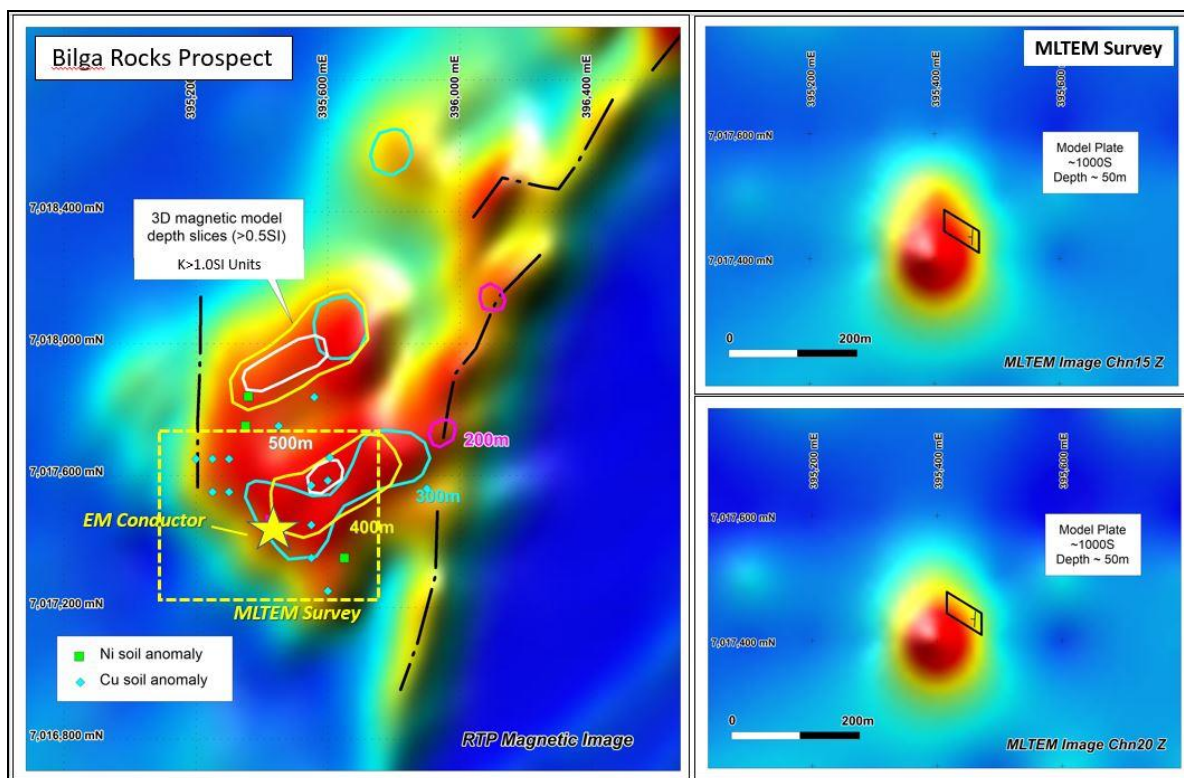 Bilga Rocks Prospect
395,200
395,600 mE
396,000 mE
396,400 mE
7,018,400 mN
3D magnetic model
depth slices (>0.5SI)
K>1.0SI Units
7,018,000 mN
500m
200m
7,017,600 mN
300m
EM Conductor
400m
7,017,200 mN
MLTEM Survey
Ni soil anomaly
Cu soil anomaly
7,016,800 mN
RTP Magnetic Image
MLTEM Survey
395,200 mE
395,400 mE
395,600 mE
7,017,600 mN
Model Plate
~1000S
Depth ~ 50m
7,017,400 mN
0
200m
MLTEM Image Chn15 Z
395,200 mE
395,400 mE
395,600 mE
7,017,600 mN
Model Plate
~1000S
Depth ~ 50m
7,017,400 mN
0
200m
MLTEM Image Chn20 Z